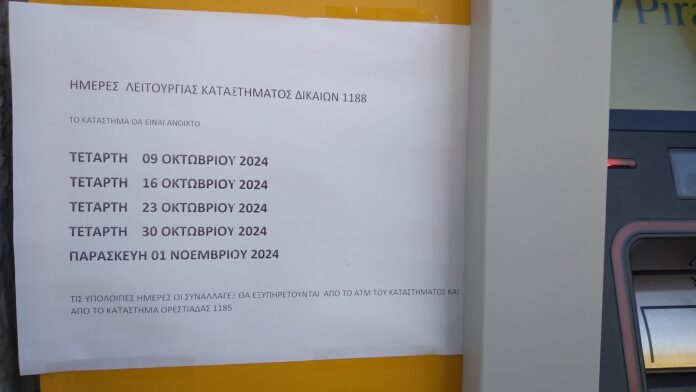 ΗΜΕΡΕΣ ΛΕΙΤΟΥΡΓΙΑΣ ΚΑΤΑΣΤΗΜΑΤΟΣ ΔΙΚΑΙΩΝ 1188
ΤΟ ΚΑΤΑΣΤΗΜΑ ΘΑ ΕΙΝΑΙ ΑΝΟΙΧΤΟ
ΤΕΤΑΡΤΗ 09 ΟΚΤΩΒΡΙΟΥ 2024
ΤΕΤΑΡΤΗ 16 ΟΚΤΩΒΡΙΟΥ 2024
ΤΕΤΑΡΤΗ 23 ΟΚΤΩΒΡΙΟΥ 2024
ΤΕΤΑΡΤΗ 30 ΟΚΤΩΒΡΙΟΥ 2024
ΠΑΡΑΣΚΕΥΗ 01 ΝΟΕΜΒΡΙΟΥ 2024
ΤΙΣ ΥΠΟΛΟΙΠΕΣ ΗΜΕΡΕΣ ΟΙ ΣΥΝΑΛΛΑΓΕΣ ΘΑ ΕΞΥΠΗΡΕΤΟΥΝΤΑΙ ΑΠΟ ΤΟ ΑΤΜ ΤΟΥ ΚΑΤΑΣΤΗΜΑΤΟΣ ΚΑΙ
ΑΠΟ ΤΟ ΚΑΤΑΣΤΗΜΑ ΟΡΕΣΤΙΑΔΑΣ 1185 .